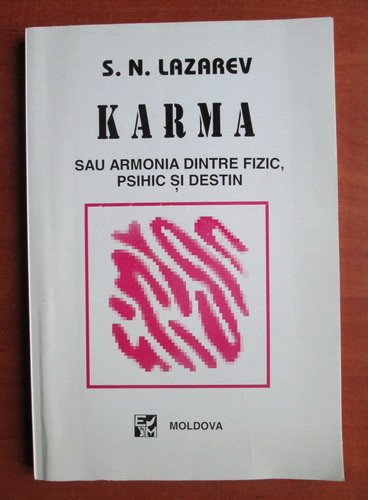 S. N. LAZAREV
KARMA
SAU ARMONIA DINTRE FIZIC,
PSIHIC ȘI DESTIN
MOLDOVA